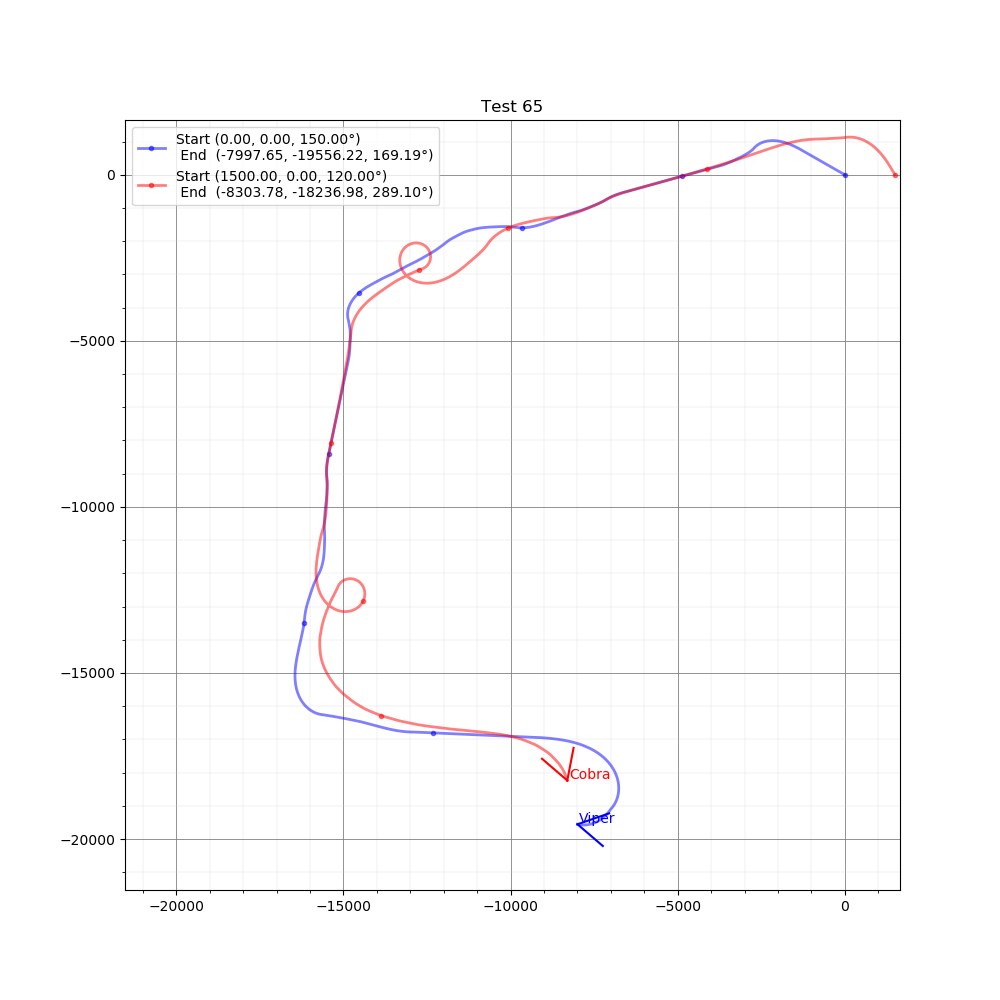 Test 65
Start (0.00, 0.00, 150.00°)
End  (-7997.65, -19556.22, 169.19°)
Start (1500.00, 0.00, 120.00°)
End  (-8303.78, -18236.98, 289.10°)
0
−5000
−10000
−15000
−20000
Cobra
Viper
−20000 −15000 −10000 −5000 0